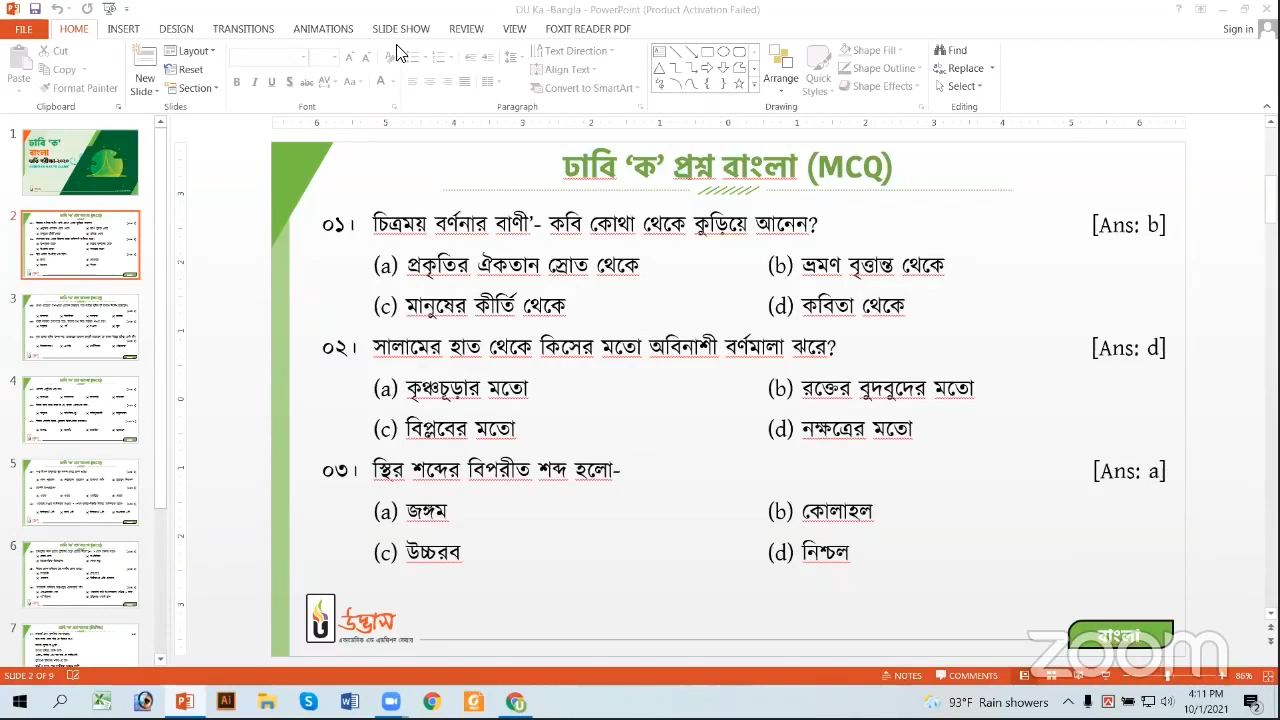 DU Ka -Bangla - PowerPoint (Product Activation Failed)
FILE HOME INSERT DESIGN TRANSITIONS ANIMATIONS SLIDE SHOW REVIEW VIEW FOXIT READER PDF Sign in
Paste Cut Copy Format Painter
Clipboard
New Slide Layout Reset Section
Slides
Font
Text Direction Align Text Convert to SmartArt
Paragraph
Arrange Quick Styles Shape Fill Shape Outline Shape Effects
Drawing
Find Replace Select
Editing
ঢাবি ‘ক’ প্রশ্ন বাংলা (MCQ)
০১। চিত্রময় বর্ণনার বাণী’- কবি কোথা থেকে কুড়িয়ে আনেন? [Ans: b]
(a) প্রকৃতির ঐকতান স্রোত থেকে (b) ভ্রমণ বৃত্তান্ত থেকে
(c) মানুষের কীর্তি থেকে (d) কবিতা থেকে
০২। সালামের হাত থেকে কিসের মতো অবিনাশী বর্ণমালা ঝরে? [Ans: d]
(a) কৃষ্ণচূড়ার মতো (b) রক্তের বুদবুদের মতো
(c) বিপ্লবের মতো (d) নক্ষত্রের মতো
০৩। স্থির শব্দের বিপরীত শব্দ হলো- [Ans: a]
(a) জঙ্গম (b) কোলাহল
(c) উচ্চরব (d) নিশ্চল
উদ্ভাস
একাডেমিক এন্ড এডমিশন কেয়ার
বাংলা
zoom
SLIDE 2 OF 9 NOTES COMMENTS 86%
93°F Rain showers
4:11 PM
10/1/2021